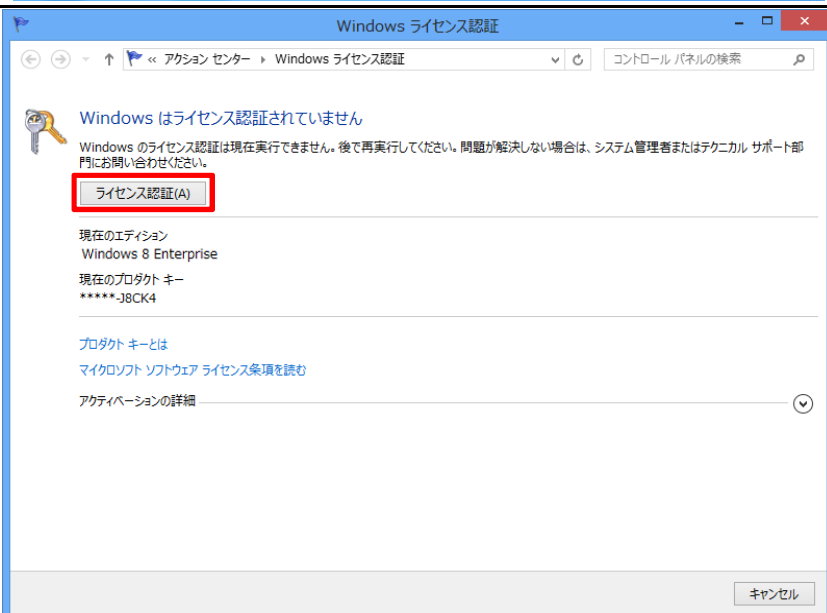 Windows ライセンス認証
« アクション センター ▸ Windows ライセンス認証
コントロール パネルの検索
Windows はライセンス認証されていません
Windows のライセンス認証は現在実行できません。後で再実行してください。問題が解決しない場合は、システム管理者またはテクニカル サポート部
門にお問い合わせください。
ライセンス認証(A)
現在のエディション
Windows 8 Enterprise
現在のプロダクト キー
*****-J8CK4
プロダクト キーとは
マイクロソフト ソフトウェア ライセンス条項を読む
アクティベーションの詳細
キャンセル